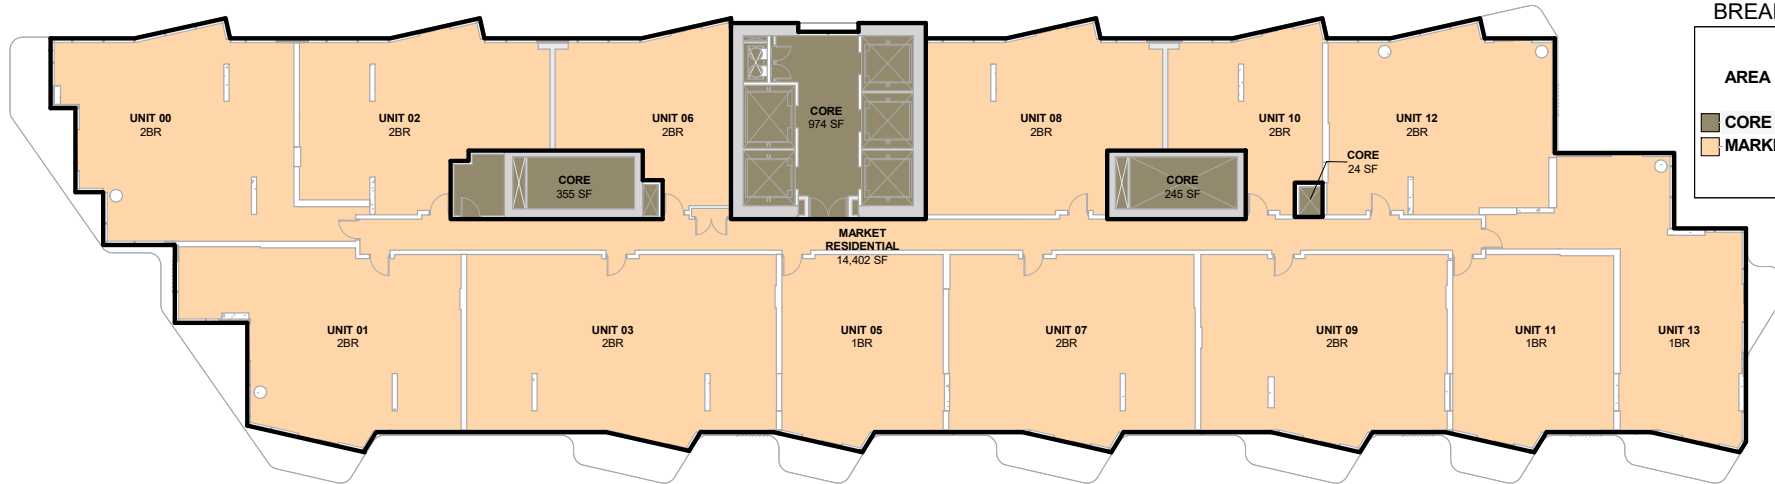 BREAI
AREA
CORE
MARKI
UNIT 00
2BR
UNIT 02
2BR
UNIT 06
2BR
CORE
974 SF
UNIT 08
2BR
UNIT 10
2BR
UNIT 12
2BR
CORE
355 SF
CORE
245 SF
CORE
24 SF
MARKET
RESIDENTIAL
14,402 SF
UNIT 01
2BR
UNIT 03
2BR
UNIT 05
1BR
UNIT 07
2BR
UNIT 09
2BR
UNIT 11
1BR
UNIT 13
1BR